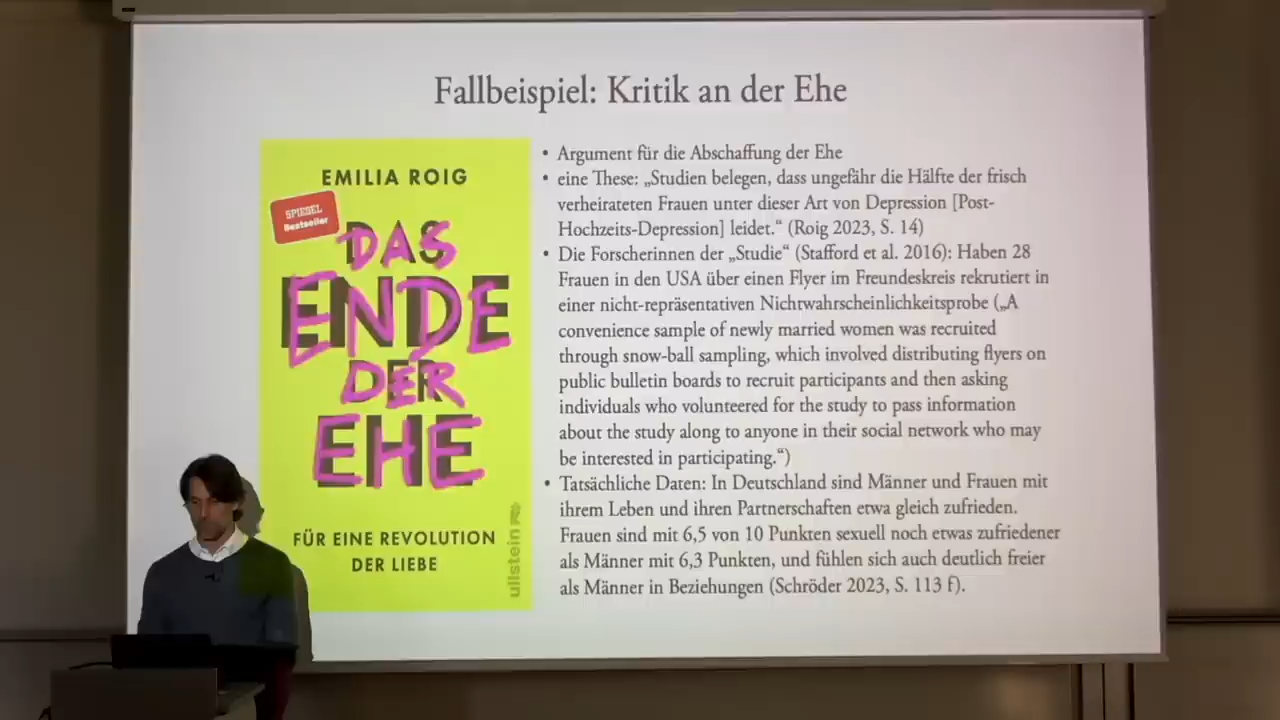 Fallbeispiel: Kritik an der Ehe
EMILIA ROIG
SPIEGEL
Bestseller
DAS
ENDE
DER
EHE
FÜR EINE REVOLUTION
DER LIEBE
ullstein
• Argument für die Abschaffung der Ehe
• eine These: „Studien belegen, dass ungefähr die Hälfte der frisch
verheirateten Frauen unter dieser Art von Depression [Post-
Hochzeits-Depression] leidet.“ (Roig 2023, S. 14)
• Die Forscherinnen der „Studie“ (Stafford et al. 2016): Haben 28
Frauen in den USA über einen Flyer im Freundeskreis rekrutiert in
einer nicht-repräsentativen Nichtwahrscheinlichkeitsprobe („A
convenience sample of newly married women was recruited
through snow-ball sampling, which involved distributing flyers on
public bulletin boards to recruit participants and then asking
individuals who volunteered for the study to pass information
about the study along to anyone in their social network who may
be interested in participating.“)
• Tatsächliche Daten: In Deutschland sind Männer und Frauen mit
ihrem Leben und ihren Partnerschaften etwa gleich zufrieden.
Frauen sind mit 6,5 von 10 Punkten sexuell noch etwas zufriedener
als Männer mit 6,3 Punkten, und fühlen sich auch deutlich freier
als Männer in Beziehungen (Schröder 2023, S. 113 f).